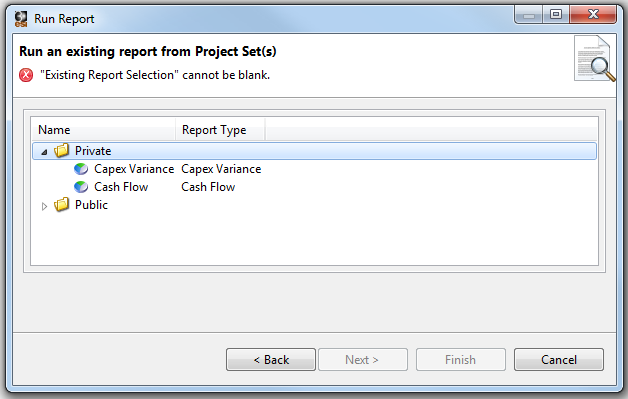 Run Report
Run an existing report from Project Set(s)
"Existing Report Selection" cannot be blank.
Name Report Type
Private
Capex Variance Capex Variance
Cash Flow Cash Flow
Public
< Back Next > Finish Cancel